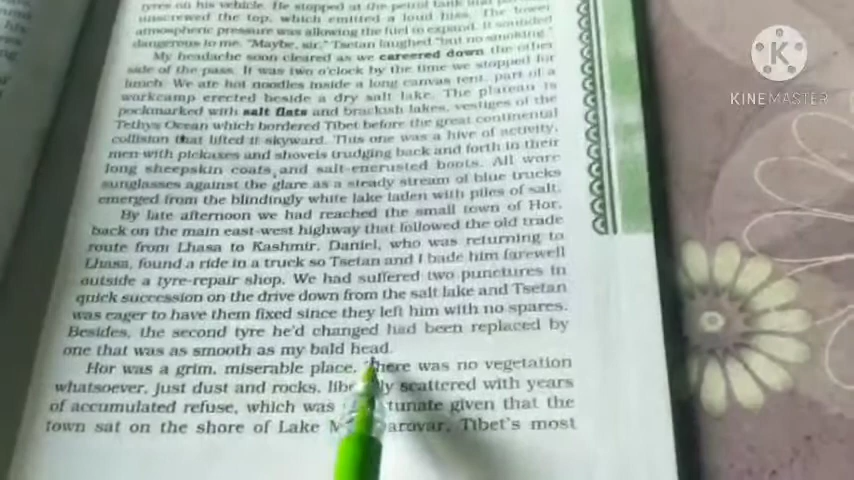 tyres on his vehicle. He stopped at the petrol tank
unscrewed the top, which emitted a loud hiss. The lower
atmospheric pressure was allowing the fuel to expand. It sounded
dangerous to me. "Maybe, sir," Tsetan laughed "but no smoking."
My headache soon cleared as we careered down the other
side of the pass. It was two o'clock by the time we stopped for
lunch. We ate hot noodles inside a long canvas tent, part of a
workcamp erected beside a dry salt lake. The plateau is
pockmarked with salt flats and brackish lakes, vestiges of the
Tethys Ocean which bordered Tibet before the great continental
collision that lifted it skyward. This one was a hive of activity,
men with pickaxes and shovels trudging back and forth in their
long sheepskin coats and salt-encrusted boots. All wore
sunglasses against the glare as a steady stream of blue trucks
emerged from the blindingly white lake laden with piles of salt.
By late afternoon we had reached the small town of Hor,
back on the main east-west highway that followed the old trade
route from Lhasa to Kashmir. Daniel, who was returning to
Lhasa, found a ride in a truck so Tsetan and I bade him farewell
outside a tyre-repair shop. We had suffered two punctures in
quick succession on the drive down from the salt lake and Tsetan
was eager to have them fixed since they left him with no spares.
Besides, the second tyre he'd changed had been replaced by
one that was as smooth as my bald head.
Hor was a grim, miserable place. There was no vegetation
whatsoever, just dust and rocks, scattered with years
of accumulated refuse, which was given that the
town sat on the shore of Lake Tibet's most
KINEMASTER